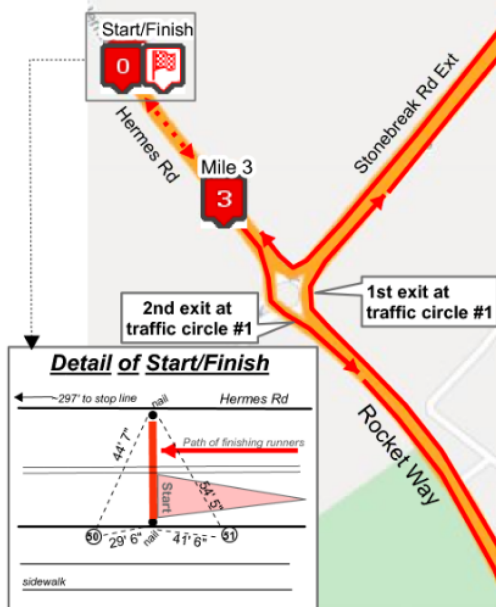 Start/Finish
0
Hermes Rd
Stonebreak Rd Ext
Mile 3
3
1st exit at
traffic circle #1
2nd exit at
traffic circle #1
Rocket Way
Detail of Start/Finish
~297' to stop line
nail
Hermes Rd
44' 7"
Path of finishing runners
54' 5"
Start
50
29' 6"
nail
41' 6"
51
sidewalk